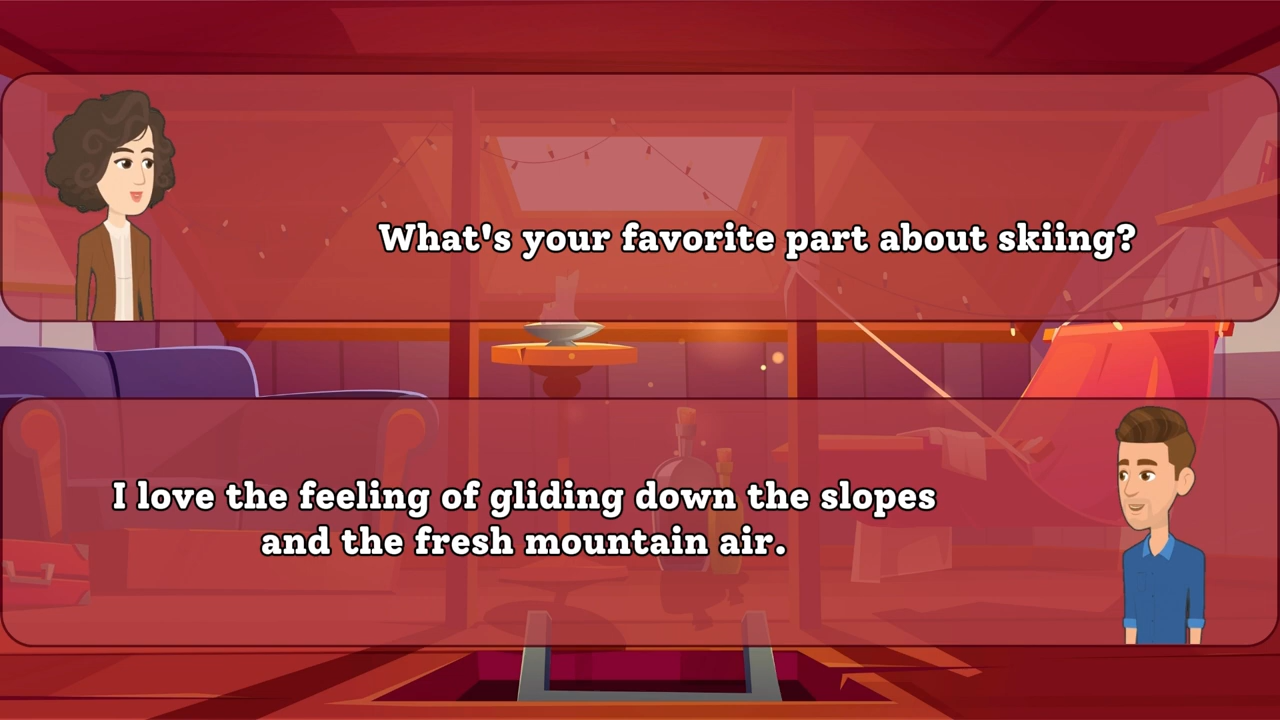 What's your favorite part about skiing?
I love the feeling of gliding down the slopes
and the fresh mountain air.